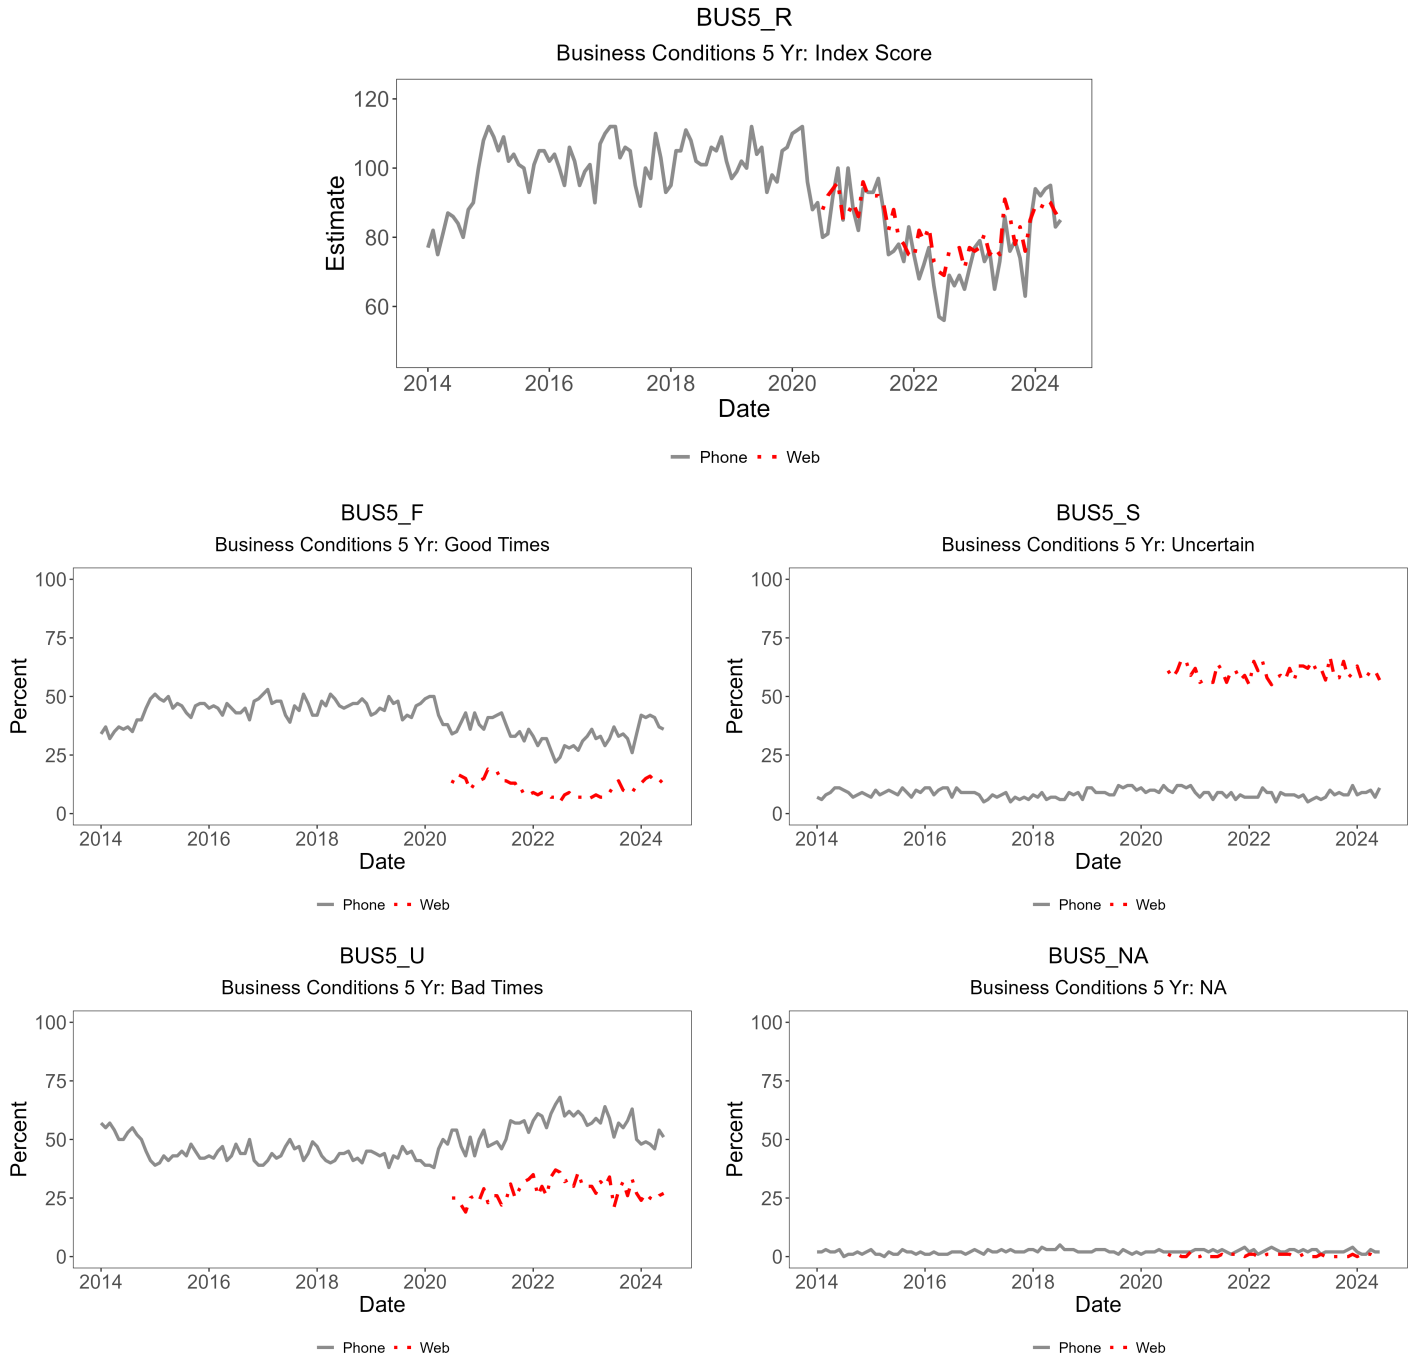 BUS5_R
Business Conditions 5 Yr: Index Score
Estimate
120
100
80
60
2014 2016 2018 2020 2022 2024
Date
Phone Web
BUS5_F
Business Conditions 5 Yr: Good Times
Percent
100
75
50
25
0
2014 2016 2018 2020 2022 2024
Date
Phone Web
BUS5_S
Business Conditions 5 Yr: Uncertain
Percent
100
75
50
25
0
2014 2016 2018 2020 2022 2024
Date
Phone Web
BUS5_U
Business Conditions 5 Yr: Bad Times
Percent
100
75
50
25
0
2014 2016 2018 2020 2022 2024
Date
Phone Web
BUS5_NA
Business Conditions 5 Yr: NA
Percent
100
75
50
25
0
2014 2016 2018 2020 2022 2024
Date
Phone Web